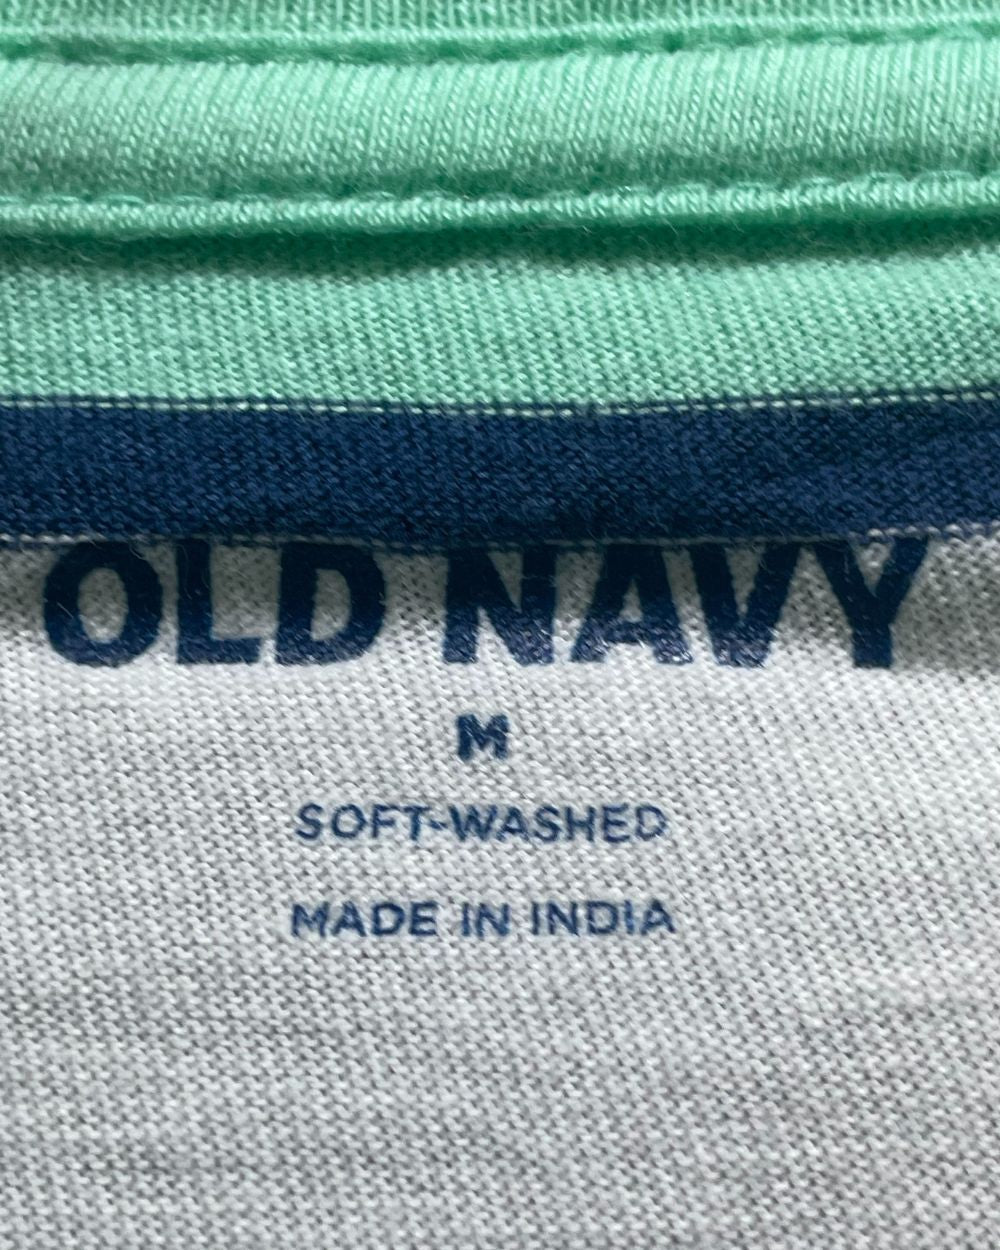 OLD NAVY
M
SOFT-WASHED
MADE IN INDIA